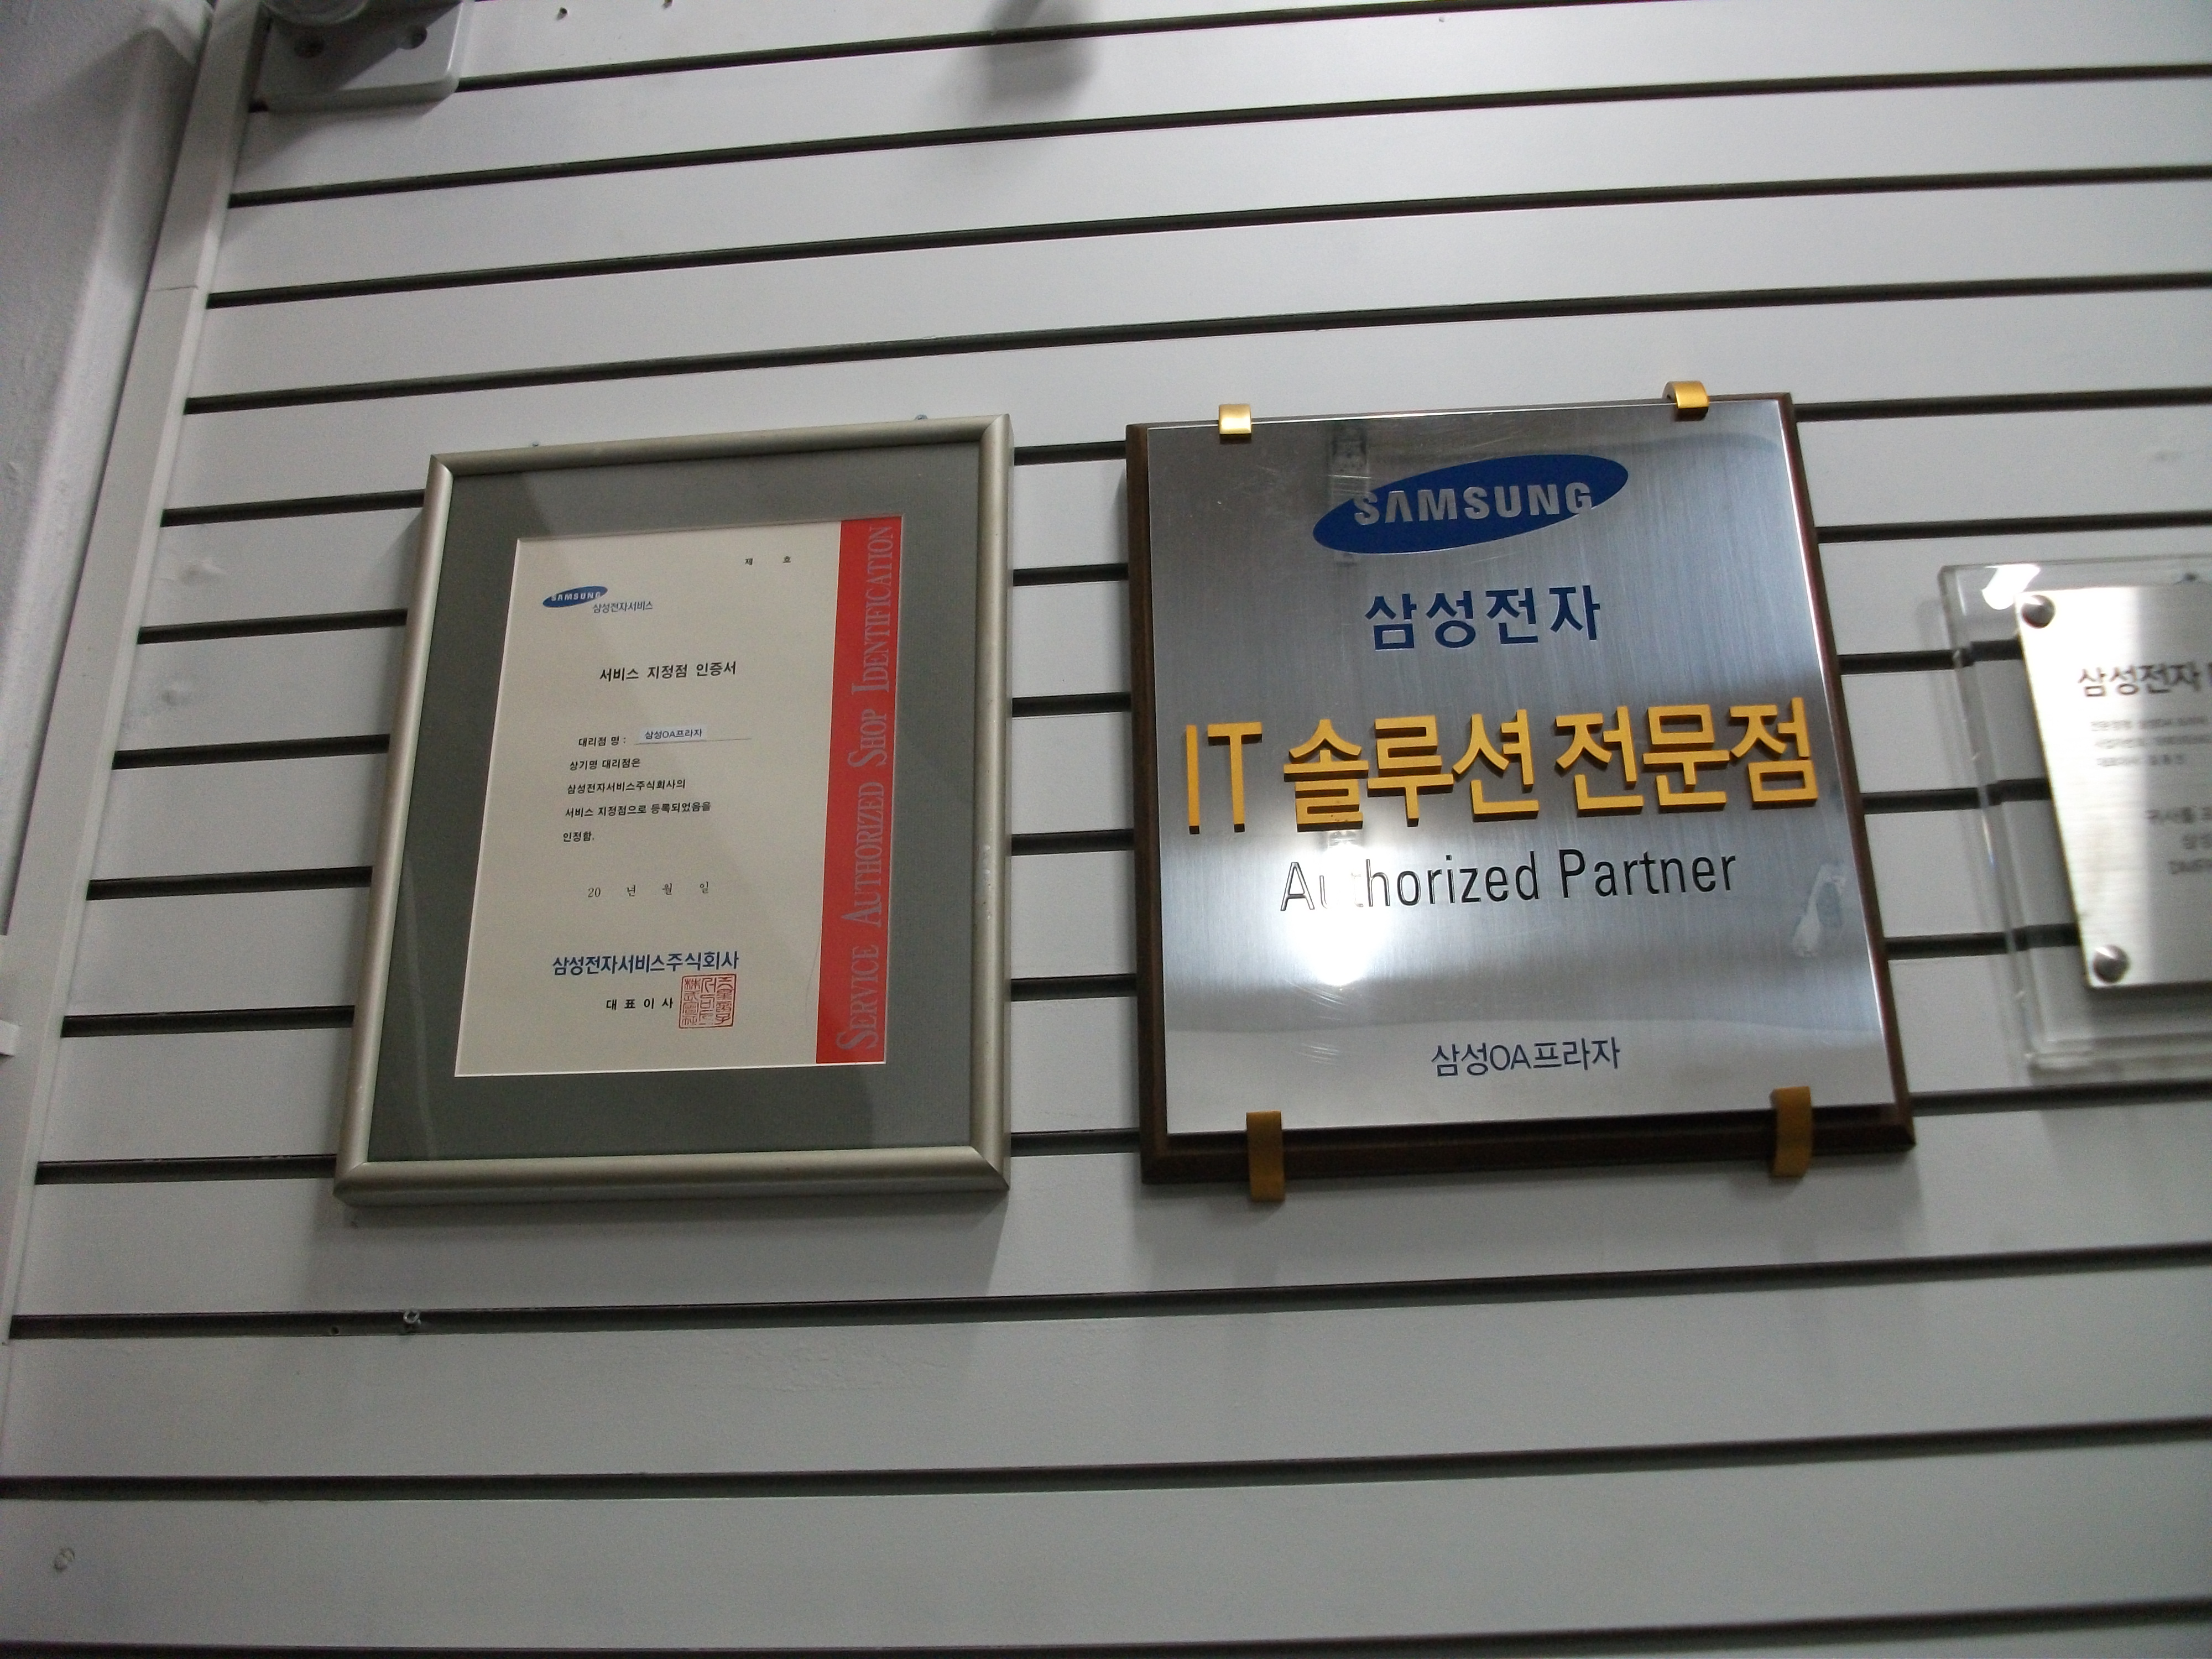 제 호
SAMSUNG
삼성전자서비스
서비스 지정점 인증서
대리점 명 : 삼성OA프라자
상기명 대리점은
삼성전자서비스주식회사의
서비스 지정점으로 등록되었음을
인정함.
20 년 월 일
삼성전자서비스주식회사
대 표 이 사
SERVICE AUTHORIZED SHOP IDENTIFICATION
SAMSUNG
삼성전자
IT 솔루션 전문점
Authorized Partner
삼성OA프라자
삼성전자
귀사를